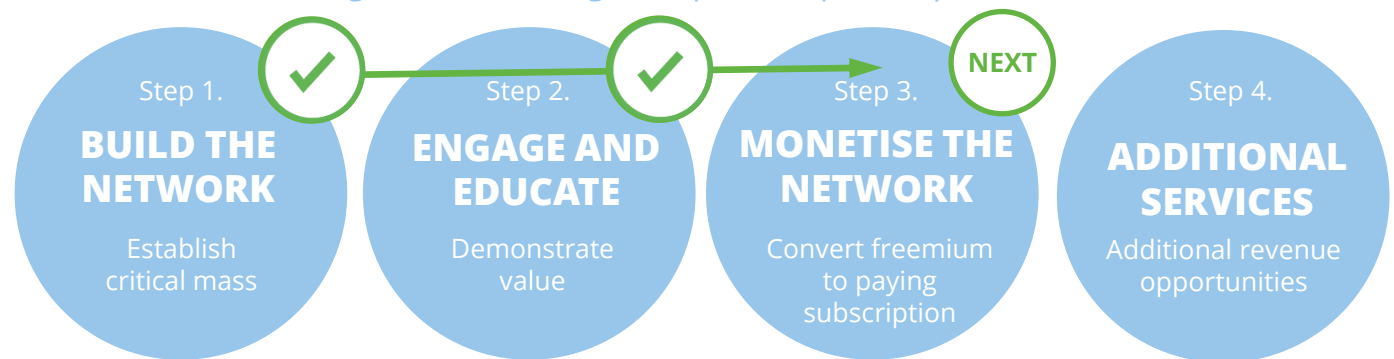 Step 1.
BUILD THE
NETWORK
Establish
critical mass
Step 2.
ENGAGE AND
EDUCATE
Demonstrate
value
Step 3.
NEXT
MONETISE THE
NETWORK
Convert freemium
to paying
subscription
Step 4.
ADDITIONAL
SERVICES
Additional revenue
opportunities